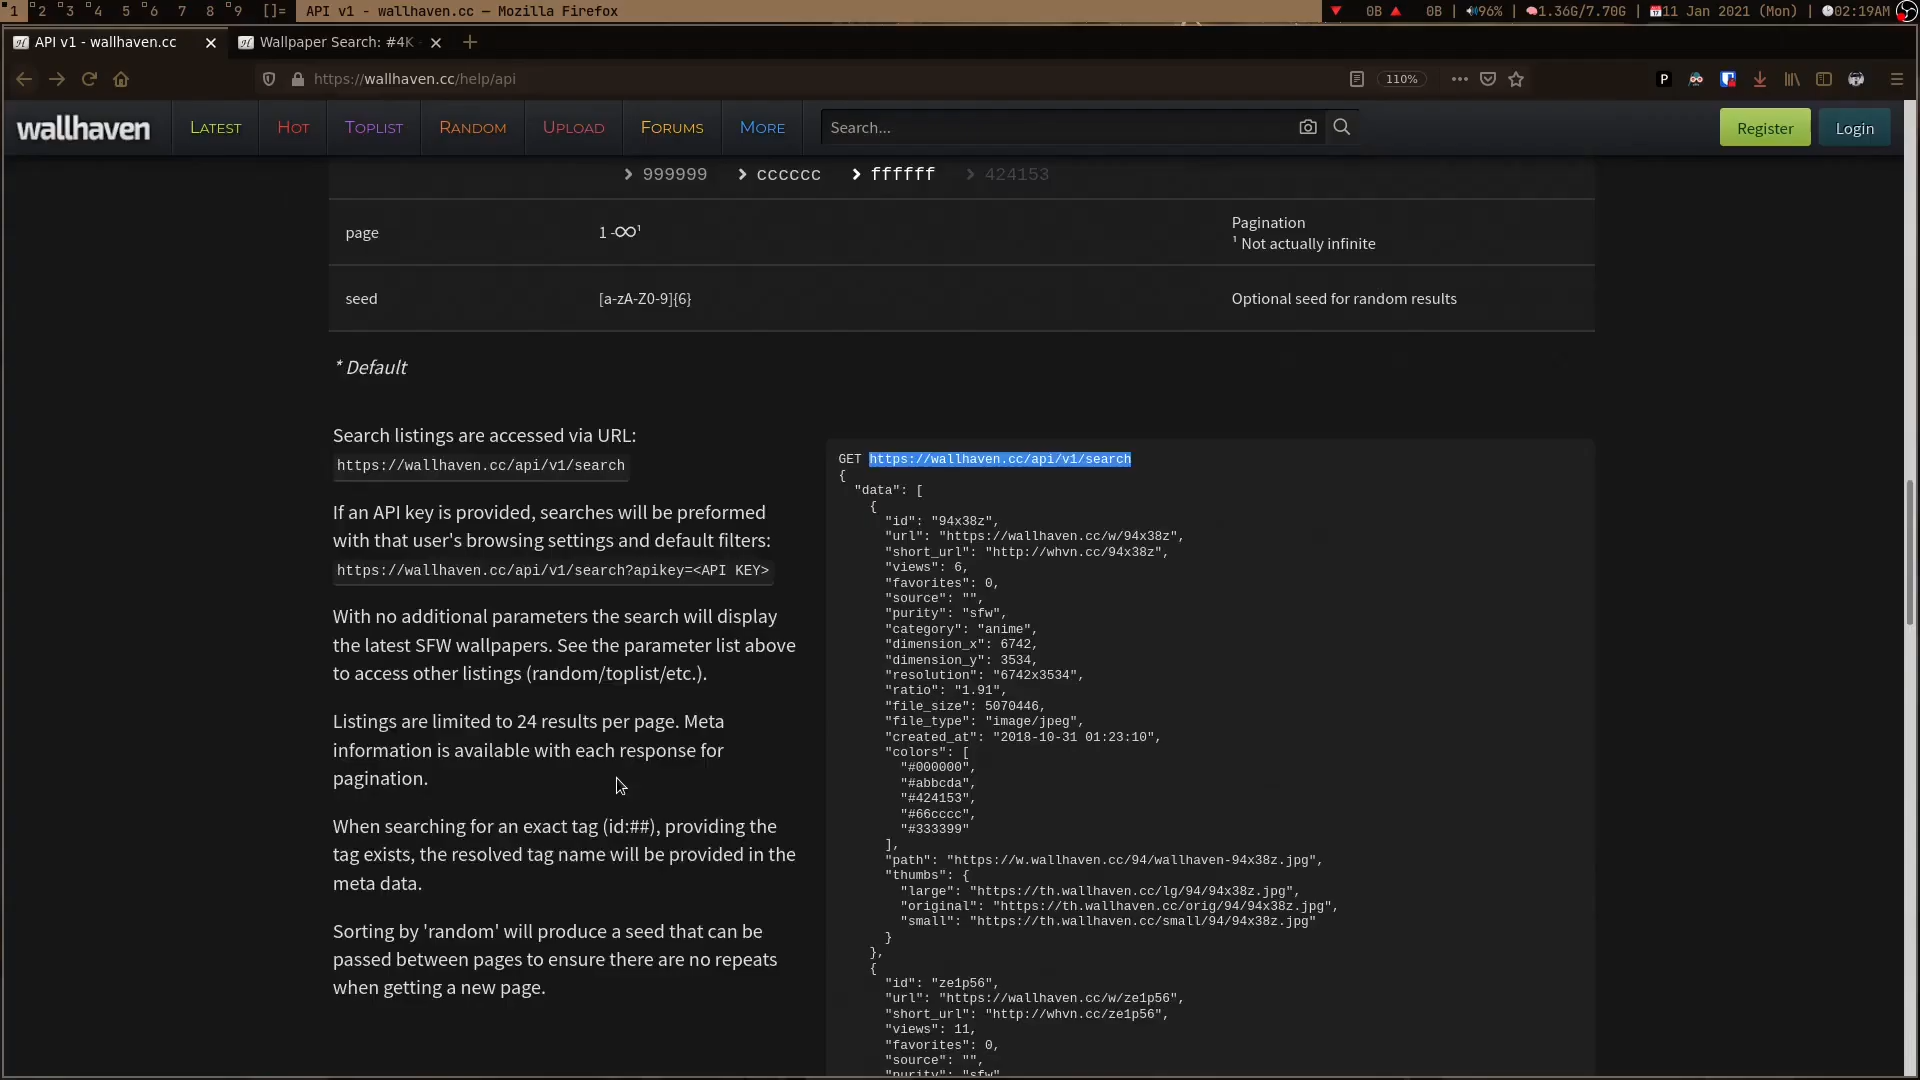 1 2 3 4 5 6 7 8 9 []= API v1 - wallhaven.cc — Mozilla Firefox 0B 0B | 96% | 1.36G/7.70G | 11 Jan 2021 (Mon) | 02:19AM
API v1 - wallhaven.cc Wallpaper Search: #4K
https://wallhaven.cc/help/api 110%
wallhaven LATEST HOT TOPLIST RANDOM UPLOAD FORUMS MORE Search... Register Login
999999 cccccc ffffff 424153
page 1 -∞¹ Pagination
¹ Not actually infinite
seed [a-zA-Z0-9]{6} Optional seed for random results
* Default
Search listings are accessed via URL:
https://wallhaven.cc/api/v1/search
If an API key is provided, searches will be preformed
with that user's browsing settings and default filters:
https://wallhaven.cc/api/v1/search?apikey=<API KEY>
With no additional parameters the search will display
the latest SFW wallpapers. See the parameter list above
to access other listings (random/toplist/etc.).
Listings are limited to 24 results per page. Meta
information is available with each response for
pagination.
When searching for an exact tag (id:##), providing the
tag exists, the resolved tag name will be provided in the
meta data.
Sorting by 'random' will produce a seed that can be
passed between pages to ensure there are no repeats
when getting a new page.
GET https://wallhaven.cc/api/v1/search
{
"data": [
{
"id": "94x38z",
"url": "https://wallhaven.cc/w/94x38z",
"short_url": "http://whvn.cc/94x38z",
"views": 6,
"favorites": 0,
"source": "",
"purity": "sfw",
"category": "anime",
"dimension_x": 6742,
"dimension_y": 3534,
"resolution": "6742x3534",
"ratio": "1.91",
"file_size": 5070446,
"file_type": "image/jpeg",
"created_at": "2018-10-31 01:23:10",
"colors": [
"#000000",
"#abbcda",
"#424153",
"#66cccc",
"#333399"
],
"path": "https://w.wallhaven.cc/94/wallhaven-94x38z.jpg",
"thumbs": {
"large": "https://th.wallhaven.cc/lg/94/94x38z.jpg",
"original": "https://th.wallhaven.cc/orig/94/94x38z.jpg",
"small": "https://th.wallhaven.cc/small/94/94x38z.jpg"
}
},
{
"id": "ze1p56",
"url": "https://wallhaven.cc/w/ze1p56",
"short_url": "http://whvn.cc/ze1p56",
"views": 11,
"favorites": 0,
"source": "",
"purity": "sfw"